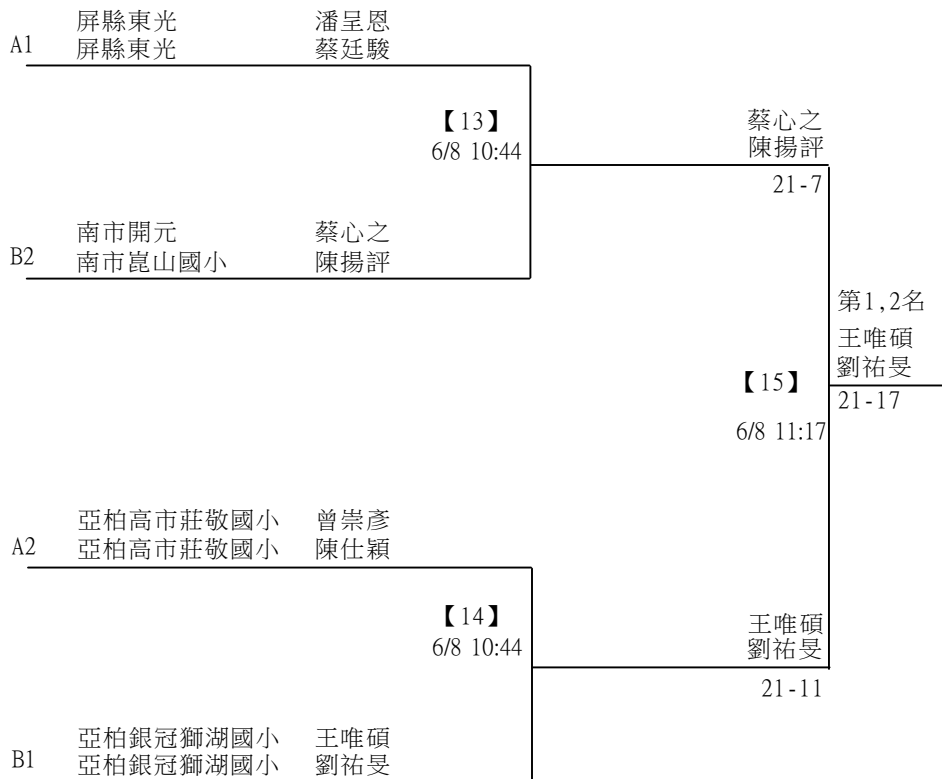 A1 屏縣東光 潘呈恩
屏縣東光 蔡廷駿
【13】
6/8 10:44
蔡心之
陳揚評
21-7
B2 南市開元 蔡心之
南市崑山國小 陳揚評
第1,2名
王唯碩
劉祐旻
21-17
【15】
6/8 11:17
A2 亞柏高市莊敬國小 曾崇彥
亞柏高市莊敬國小 陳仕穎
【14】
6/8 10:44
王唯碩
劉祐旻
21-11
B1 亞柏銀冠獅湖國小 王唯碩
亞柏銀冠獅湖國小 劉祐旻